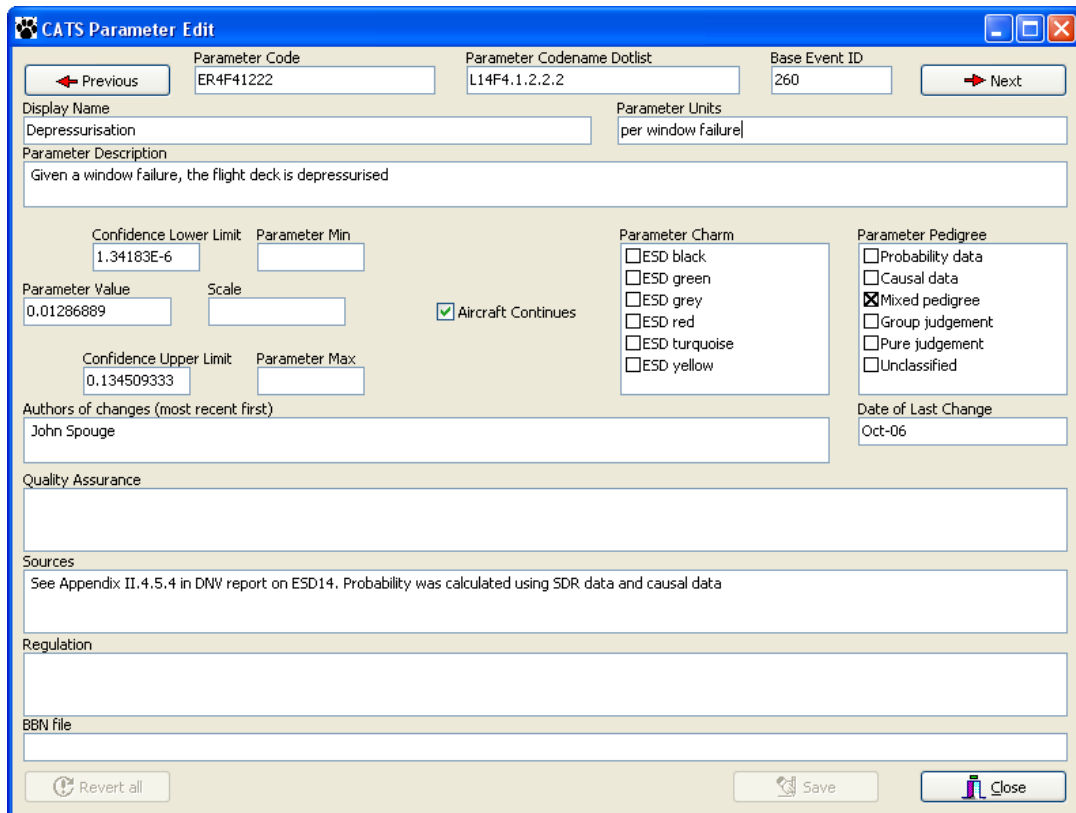 CATS Parameter Edit
Parameter Code
Parameter Codename Dotlist
Base Event ID
Previous
ER4F41222
L14F4.1.2.2.2
260
Next
Display Name
Parameter Units
Depressurisation
per window failure
Parameter Description
Given a window failure, the flight deck is depressurised
Confidence Lower Limit
Parameter Min
1.34183E-6
Parameter Value
Scale
0.01286889
Aircraft Continues
Confidence Upper Limit
Parameter Max
0.134509333
Parameter Charm
ESD black
ESD green
ESD grey
ESD red
ESD turquoise
ESD yellow
Parameter Pedigree
Probability data
Causal data
Mixed pedigree
Group judgement
Pure judgement
Unclassified
Authors of changes (most recent first)
Date of Last Change
John Spouge
Oct-06
Quality Assurance
Sources
See Appendix II.4.5.4 in DNV report on ESD14. Probability was calculated using SDR data and causal data
Regulation
BBN file
Revert all
Save
Close